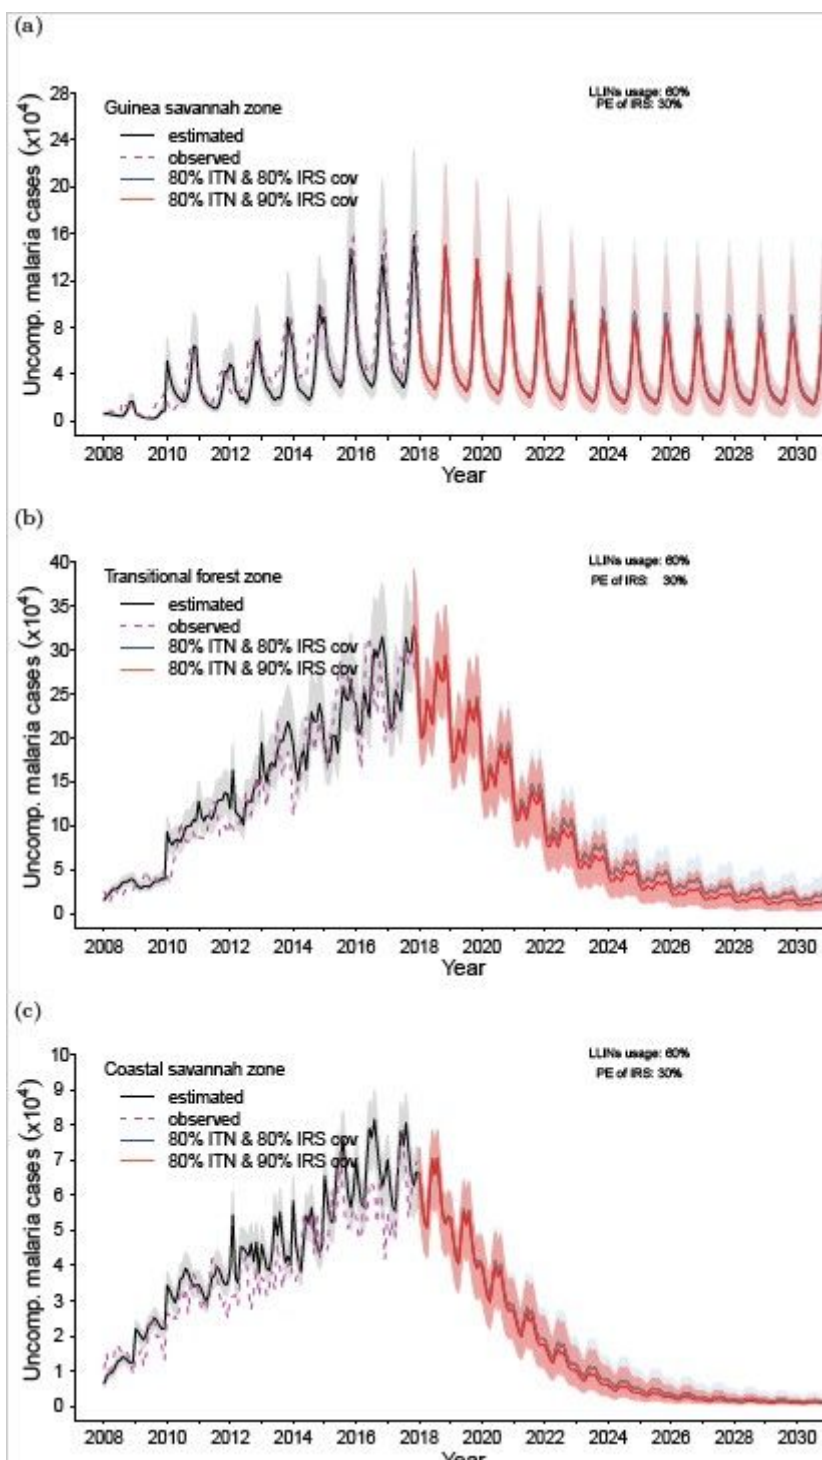 (a)
Uncomp. malaria cases (x10⁴)
28
24
20
16
12
8
4
0
Guinea savannah zone
estimated
observed
80% ITN & 80% IRS cov
80% ITN & 90% IRS cov
LLINs usage: 60%
PE of IRS: 30%
2008 2010 2012 2014 2016 2018 2020 2022 2024 2026 2028 2030
Year
(b)
Uncomp. malaria cases (x10⁴)
40
35
30
25
20
15
10
5
0
Transitional forest zone
estimated
observed
80% ITN & 80% IRS cov
80% ITN & 90% IRS cov
LLINs usage: 60%
PE of IRS: 30%
2008 2010 2012 2014 2016 2018 2020 2022 2024 2026 2028 2030
Year
(c)
Uncomp. malaria cases (x10⁴)
10
9
8
7
6
5
4
3
2
1
0
Coastal savannah zone
estimated
observed
80% ITN & 80% IRS cov
80% ITN & 90% IRS cov
LLINs usage: 60%
PE of IRS: 30%
2008 2010 2012 2014 2016 2018 2020 2022 2024 2026 2028 2030
Year